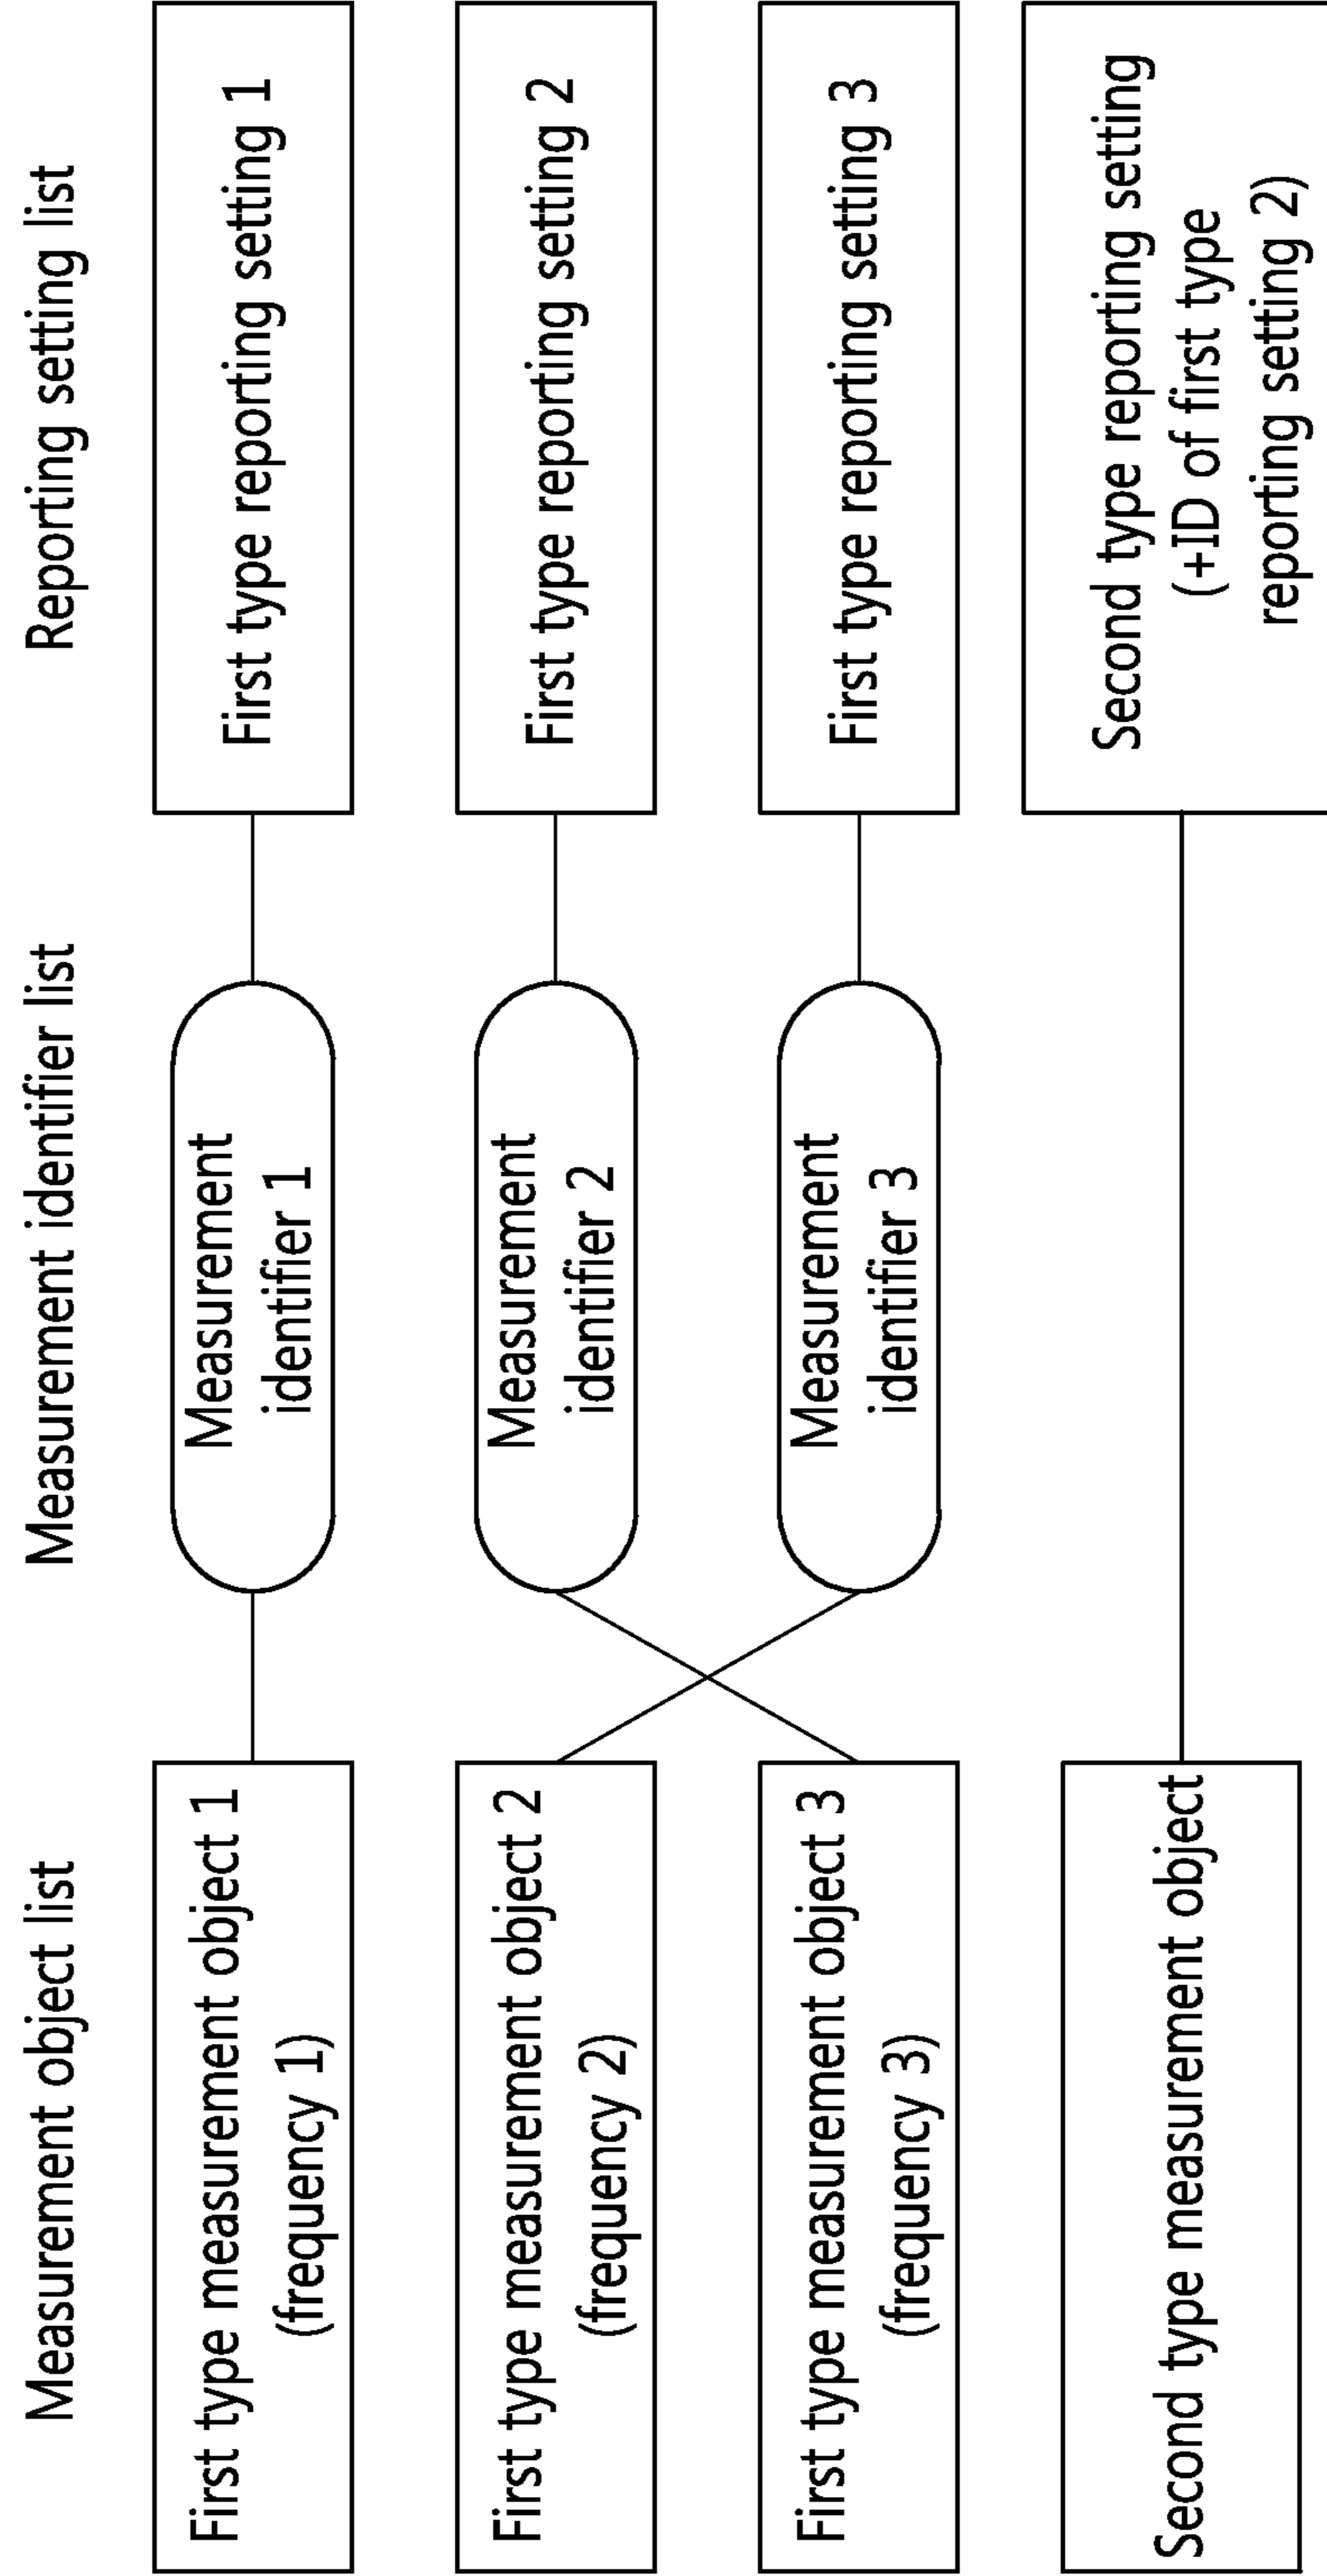 Measurement object list
Measurement identifier list
Reporting setting list
First type measurement object 1
(frequency 1)
Measurement
identifier 1
First type reporting setting 1
First type measurement object 2
(frequency 2)
Measurement
identifier 2
First type reporting setting 2
First type measurement object 3
(frequency 3)
Measurement
identifier 3
First type reporting setting 3
Second type measurement object
Second type reporting setting
(+ID of first type
reporting setting 2)